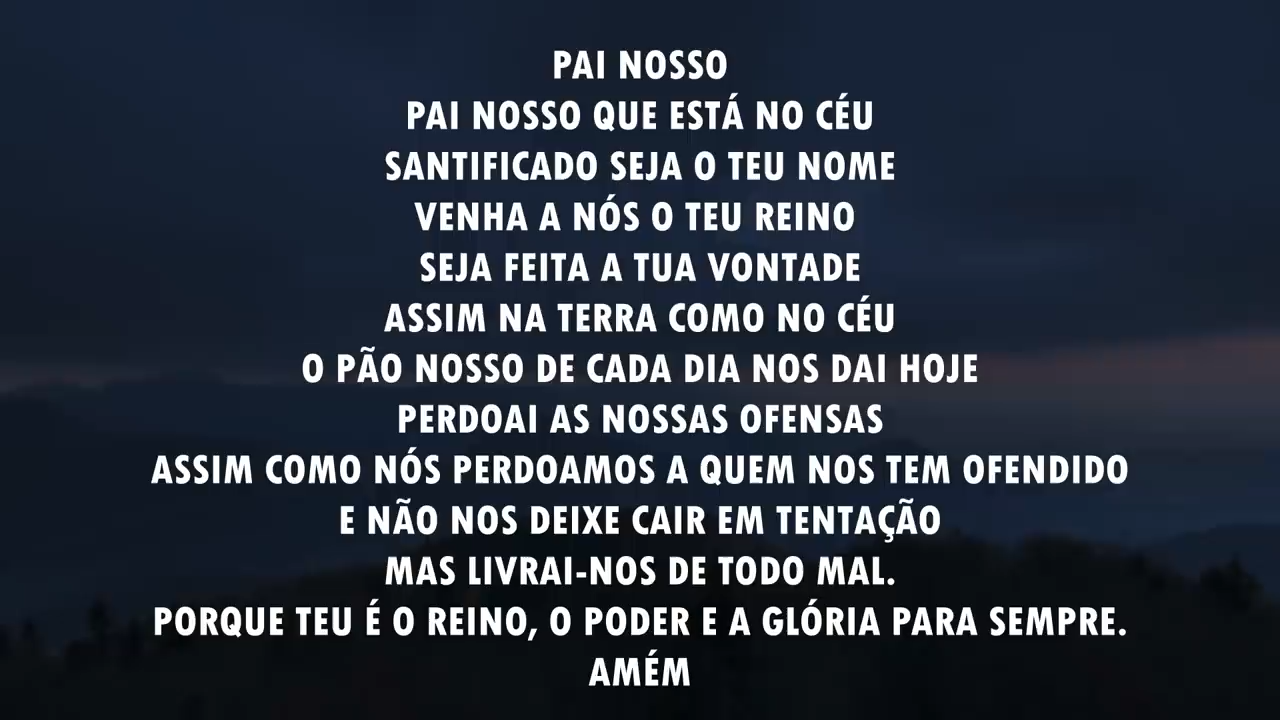 PAI NOSSO
PAI NOSSO QUE ESTÁ NO CÉU
SANTIFICADO SEJA O TEU NOME
VENHA A NÓS O TEU REINO
SEJA FEITA A TUA VONTADE
ASSIM NA TERRA COMO NO CÉU
O PÃO NOSSO DE CADA DIA NOS DAI HOJE
PERDOAI AS NOSSAS OFENSAS
ASSIM COMO NÓS PERDOAMOS A QUEM NOS TEM OFENDIDO
E NÃO NOS DEIXE CAIR EM TENTAÇÃO
MAS LIVRAI-NOS DE TODO MAL.
PORQUE TEU É O REINO, O PODER E A GLÓRIA PARA SEMPRE.
AMÉM